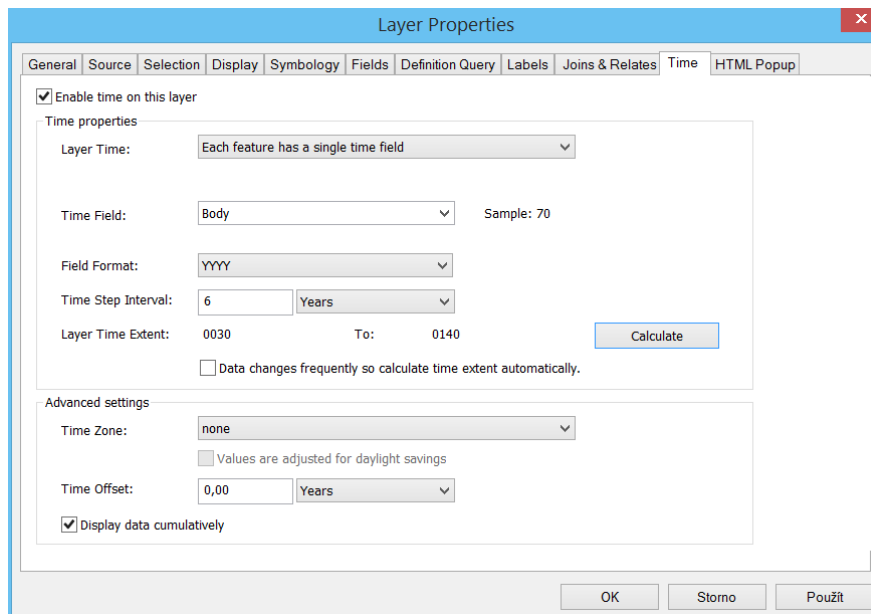 Layer Properties
General Source Selection Display Symbology Fields Definition Query Labels Joins & Relates Time HTML Popup
Enable time on this layer
Time properties
Layer Time: Each feature has a single time field
Time Field: Body Sample: 70
Field Format: YYYY
Time Step Interval: 6 Years
Layer Time Extent: 0030 To: 0140 Calculate
Data changes frequently so calculate time extent automatically.
Advanced settings
Time Zone: none
Values are adjusted for daylight savings
Time Offset: 0,00 Years
Display data cumulatively
OK Storno Použít